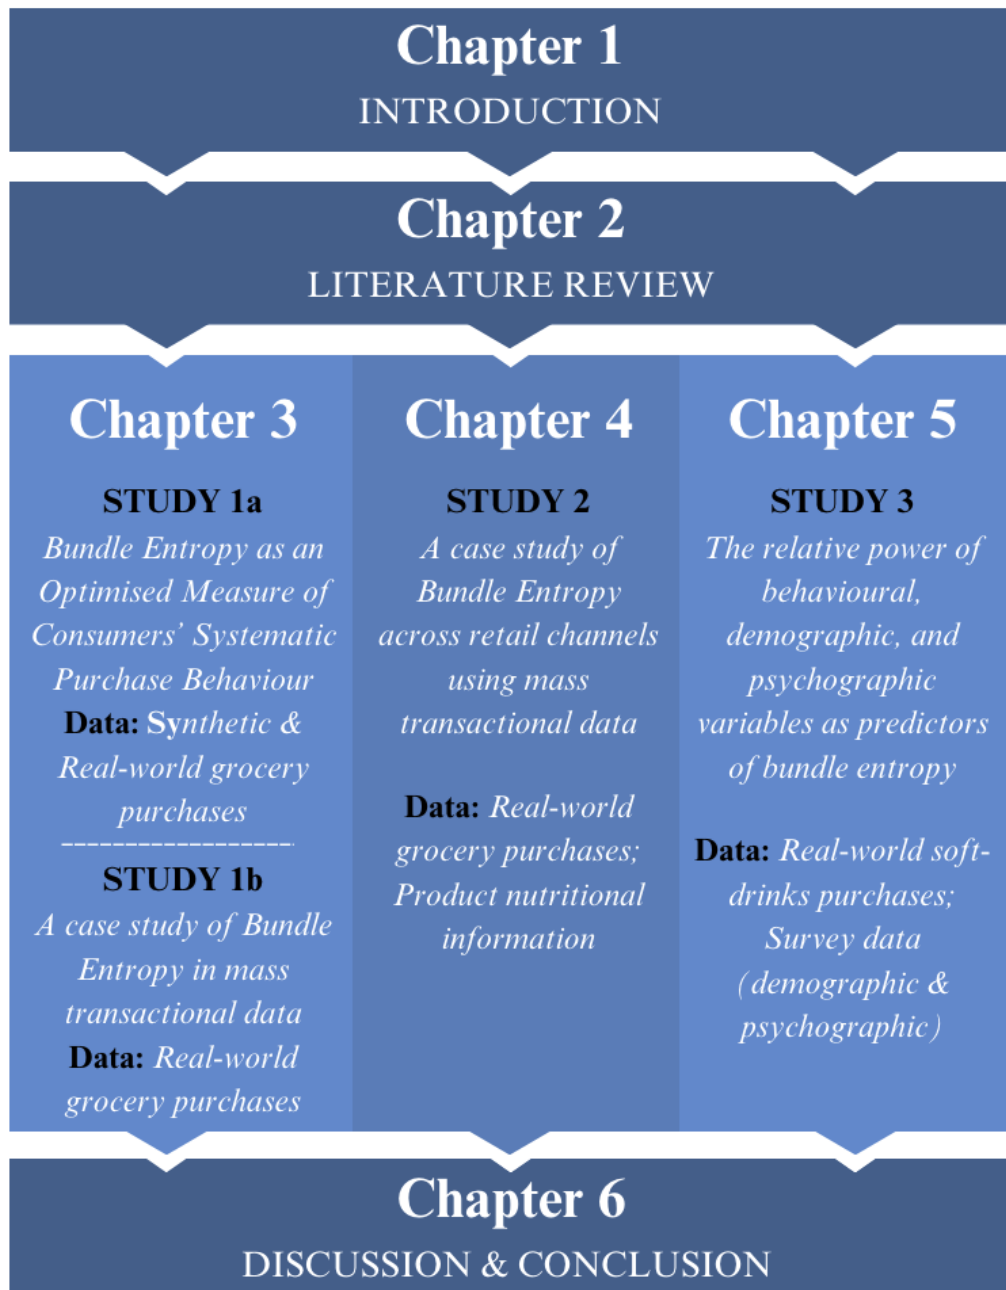 Chapter 1
INTRODUCTION
Chapter 2
LITERATURE REVIEW
Chapter 3
STUDY 1a
Bundle Entropy as an
Optimised Measure of
Consumers’ Systematic
Purchase Behaviour
Data: Synthetic &
Real-world grocery
purchases
STUDY 1b
A case study of Bundle
Entropy in mass
transactional data
Data: Real-world
grocery purchases
Chapter 4
STUDY 2
A case study of
Bundle Entropy
across retail channels
using mass
transactional data
Data: Real-world
grocery purchases;
Product nutritional
information
Chapter 5
STUDY 3
The relative power of
behavioural,
demographic, and
psychographic
variables as predictors
of bundle entropy
Data: Real-world soft-
drinks purchases;
Survey data
(demographic &
psychographic)
Chapter 6
DISCUSSION & CONCLUSION